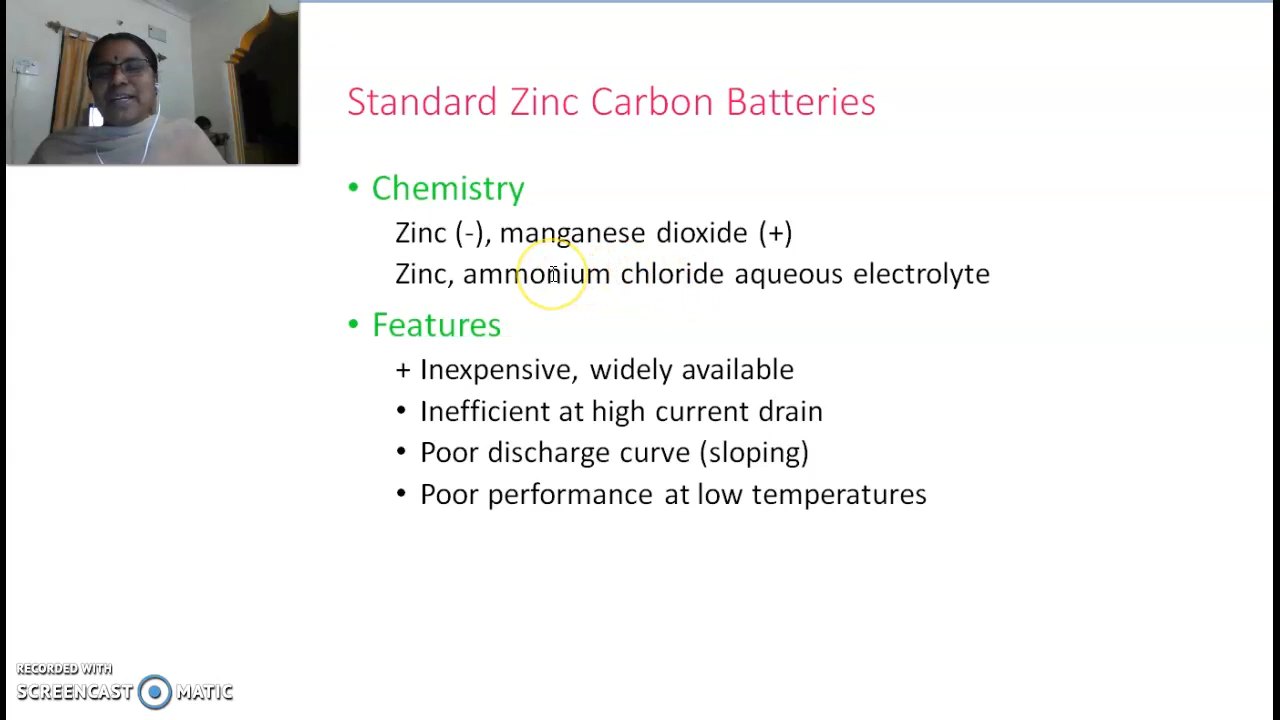 Standard Zinc Carbon Batteries
• Chemistry
Zinc (-), manganese dioxide (+)
Zinc, ammonium chloride aqueous electrolyte
• Features
+ Inexpensive, widely available
• Inefficient at high current drain
• Poor discharge curve (sloping)
• Poor performance at low temperatures
RECORDED WITH
SCREENCAST MATIC